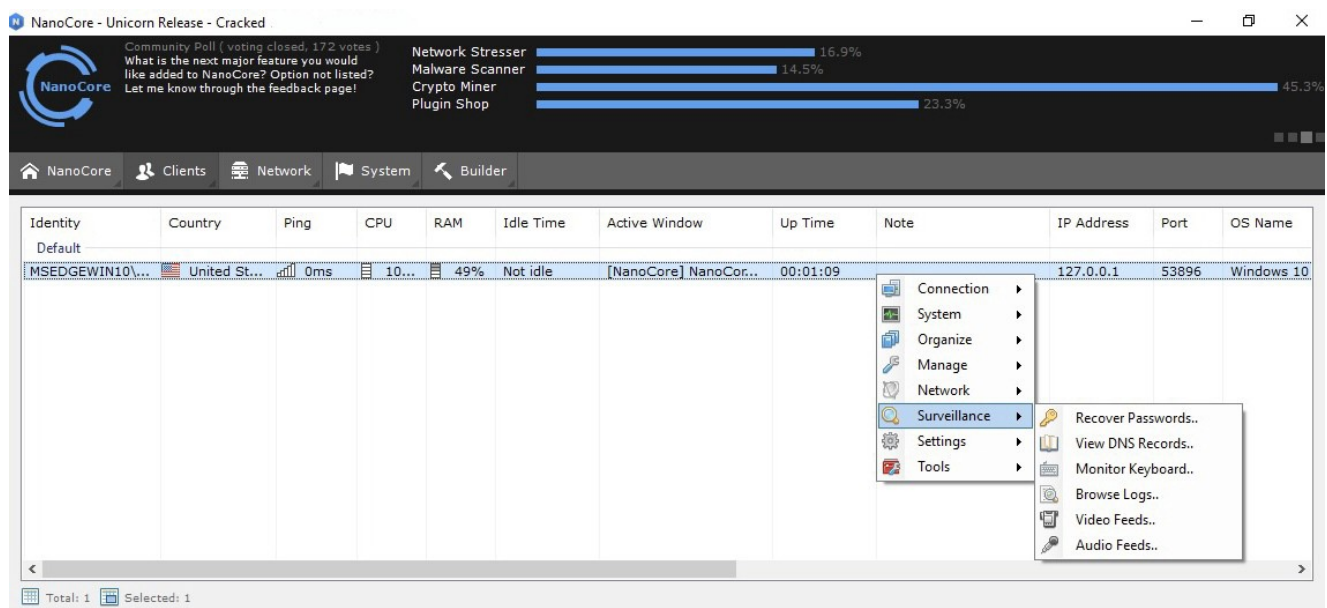 NanoCore - Unicorn Release - Cracked
Community Poll ( voting closed, 172 votes )
What is the next major feature you would
like added to NanoCore? Option not listed?
Let me know through the feedback page!
NanoCore
Network Stresser 16.9%
Malware Scanner 14.5%
Crypto Miner 45.3%
Plugin Shop 23.3%
NanoCore Clients Network System Builder
Identity Country Ping CPU RAM Idle Time Active Window Up Time Note IP Address Port OS Name
Default
MSEDGEWIN10\... United St... 0ms 10... 49% Not idle [NanoCore] NanoCor... 00:01:09 127.0.0.1 53896 Windows 10
Connection
System
Organize
Manage
Network
Surveillance
Settings
Tools
Recover Passwords..
View DNS Records..
Monitor Keyboard..
Browse Logs..
Video Feeds..
Audio Feeds..
Total: 1 Selected: 1